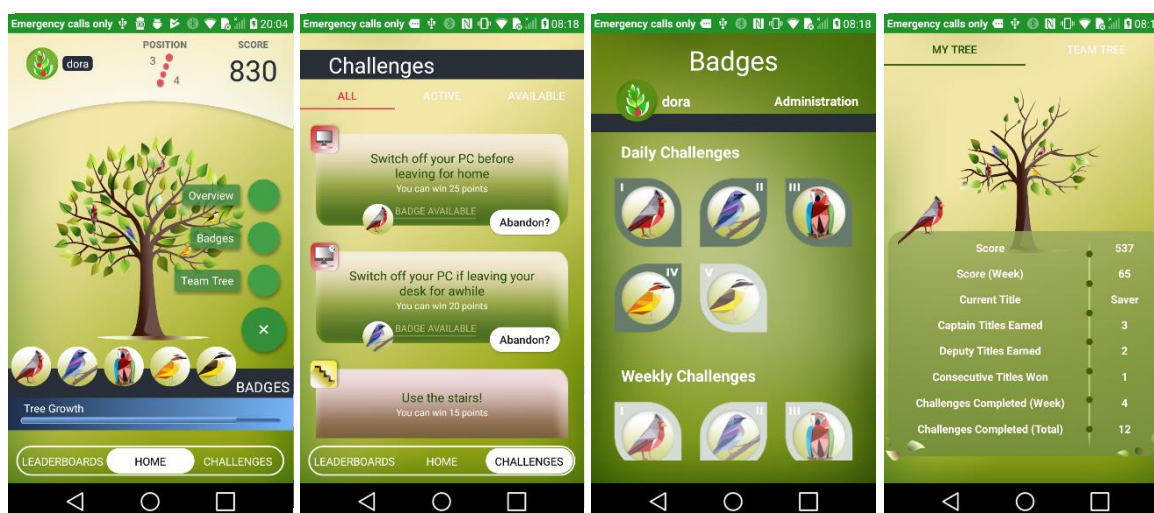 Emergency calls only 20:04
dora
POSITION
3
4
SCORE
830
Overview
Badges
Team Tree
BADGES
Tree Growth
LEADERBOARDS HOME CHALLENGES
Emergency calls only 08:18
Challenges
ALL ACTIVE AVAILABLE
Switch off your PC before
leaving for home
You can win 25 points
BADGE AVAILABLE
Abandon?
Switch off your PC if leaving your
desk for awhile
You can win 20 points
BADGE AVAILABLE
Abandon?
Use the stairs!
You can win 15 points
LEADERBOARDS HOME CHALLENGES
Emergency calls only 08:18
Badges
dora Administration
Daily Challenges
I II III
IV V
Weekly Challenges
I II III
Emergency calls only 08:1
MY TREE TEAM TREE
Score 537
Score (Week) 65
Current Title Saver
Captain Titles Earned 3
Deputy Titles Earned 2
Consecutive Titles Won 1
Challenges Completed (Week) 4
Challenges Completed (Total) 12